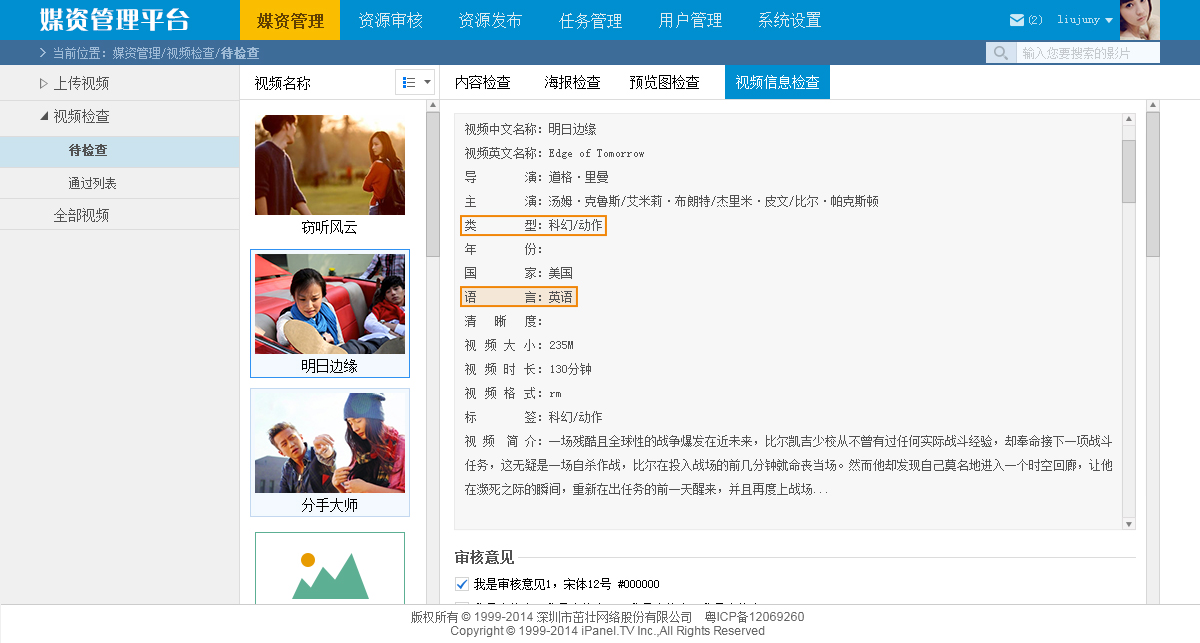 媒资管理平台
媒资管理 资源审核 资源发布 任务管理 用户管理 系统设置
(2) liujuny
当前位置：媒资管理/视频检查/待检查
输入您要搜索的影片
上传视频
视频检查
待检查
通过列表
全部视频
视频名称
窃听风云
明日边缘
分手大师
内容检查 海报检查 预览图检查 视频信息检查
视频中文名称：明日边缘
视频英文名称：Edge of Tomorrow
导 演：道格·里曼
主 演：汤姆·克鲁斯/艾米莉·布朗特/杰里米·皮文/比尔·帕克斯顿
类 型：科幻/动作
年 份：
国 家：美国
语 言：英语
清 晰 度：
视 频 大 小：235M
视 频 时 长：130分钟
视 频 格 式：rm
标 签：科幻/动作
视 频 简 介：一场残酷且全球性的战争爆发在近未来，比尔凯吉少校从不曾有过任何实际战斗经验，却奉命接下一项战斗
任务，这无疑是一场自杀作战，比尔在投入战场的前几分钟就命丧当场。然而他却发现自己莫名地进入一个时空回廊，让他
在濒死之际的瞬间，重新在出任务的前一天醒来，并且再度上战场...
审核意见
我是审核意见1，宋体12号 #000000
版权所有 © 1999-2014 深圳市茁壮网络股份有限公司 粤ICP备12069260
Copyright © 1999-2014 iPanel.TV Inc.,All Rights Reserved